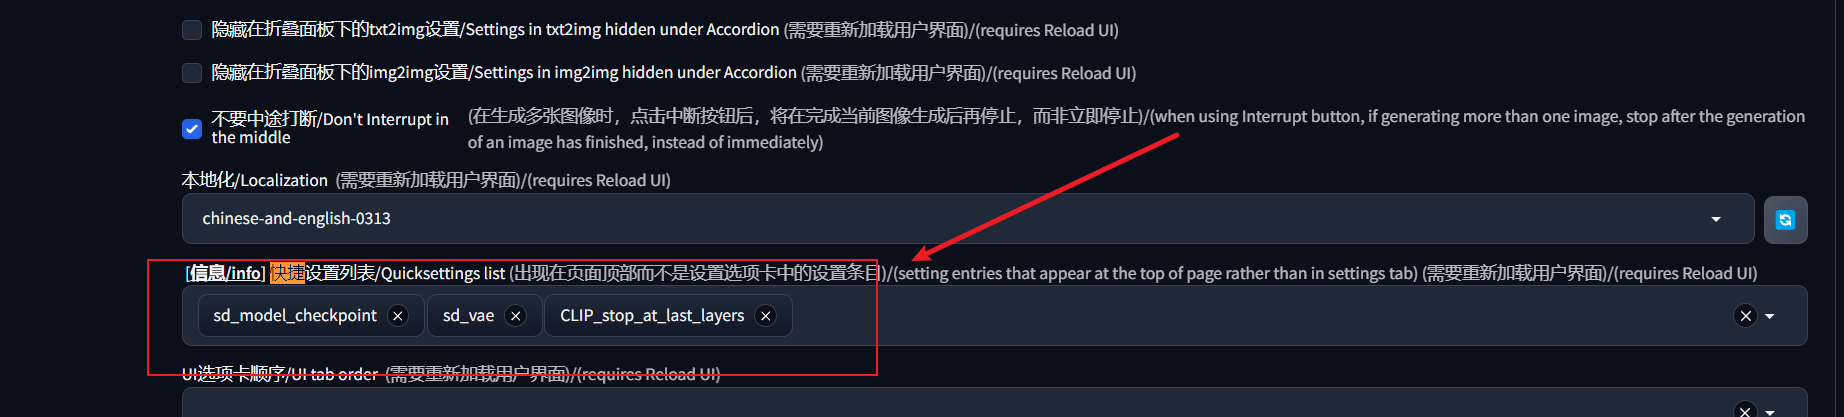 隐藏在折叠面板下的txt2img设置/Settings in txt2img hidden under Accordion (需要重新加载用户界面)/(requires Reload UI)
隐藏在折叠面板下的img2img设置/Settings in img2img hidden under Accordion (需要重新加载用户界面)/(requires Reload UI)
不要中途打断/Don't Interrupt in
the middle
(在生成多张图像时，点击中断按钮后，将在完成当前图像生成后再停止，而非立即停止)/(when using Interrupt button, if generating more than one image, stop after the generation
of an image has finished, instead of immediately)
本地化/Localization (需要重新加载用户界面)/(requires Reload UI)
chinese-and-english-0313
[信息/info] 快捷设置列表/Quicksettings list (出现在页面顶部而不是设置选项卡中的设置条目)/(setting entries that appear at the top of page rather than in settings tab) (需要重新加载用户界面)/(requires Reload UI)
sd_model_checkpoint sd_vae CLIP_stop_at_last_layers
UI选项卡顺序/UI tab order (需要重新加载用户界面)/(requires Reload UI)